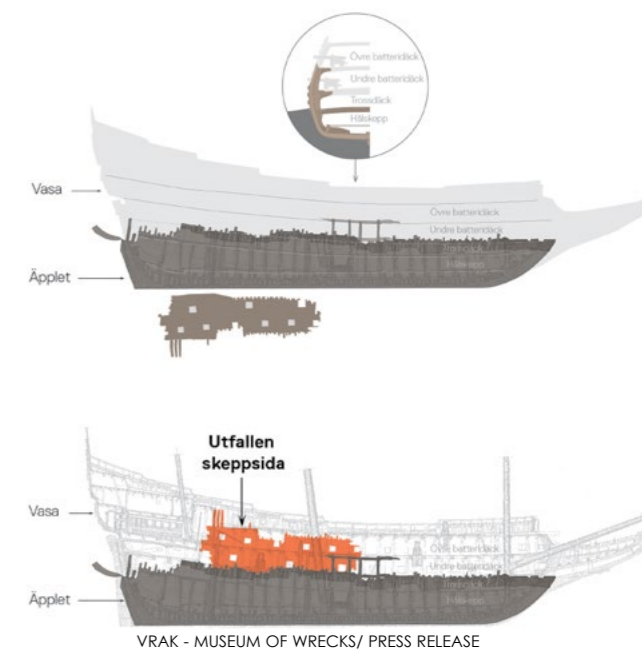 Övre batteridäck
Undre batteridäck
Trossdäck
Hålskepp
Vasa
Övre batteridäck
Undre batteridäck
Hålskepp
Äpplet
Utfallen
skeppsida
Vasa
Övre batteridäck
Undre batteridäck
Hålskepp
Äpplet
VRAK - MUSEUM OF WRECKS/ PRESS RELEASE